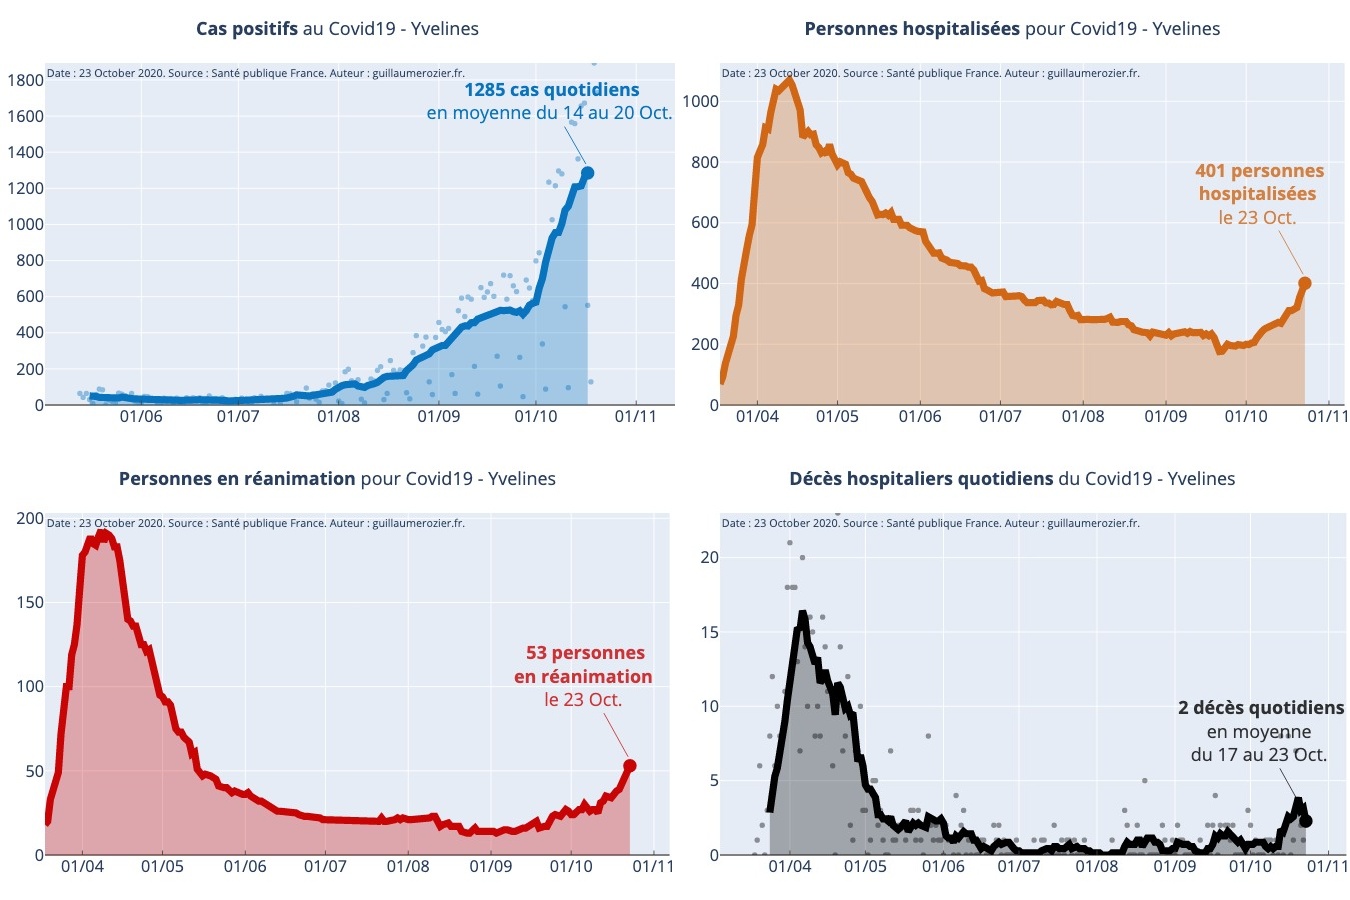 Cas positifs au Covid19 - Yvelines
Date : 23 October 2020. Source : Santé publique France. Auteur : guillaumerozier.fr.
1285 cas quotidiens
en moyenne du 14 au 20 Oct.
1800
1600
1400
1200
1000
800
600
400
200
0
01/06 01/07 01/08 01/09 01/10 01/11
Personnes hospitalisées pour Covid19 - Yvelines
Date : 23 October 2020. Source : Santé publique France. Auteur : guillaumerozier.fr.
401 personnes
hospitalisées
le 23 Oct.
1000
800
600
400
200
0
01/04 01/05 01/06 01/07 01/08 01/09 01/10 01/11
Personnes en réanimation pour Covid19 - Yvelines
Date : 23 October 2020. Source : Santé publique France. Auteur : guillaumerozier.fr.
53 personnes
en réanimation
le 23 Oct.
200
150
100
50
0
01/04 01/05 01/06 01/07 01/08 01/09 01/10 01/11
Décès hospitaliers quotidiens du Covid19 - Yvelines
Date : 23 October 2020. Source : Santé publique France. Auteur : guillaumerozier.fr.
2 décès quotidiens
en moyenne
du 17 au 23 Oct.
20
15
10
5
0
01/04 01/05 01/06 01/07 01/08 01/09 01/10 01/11